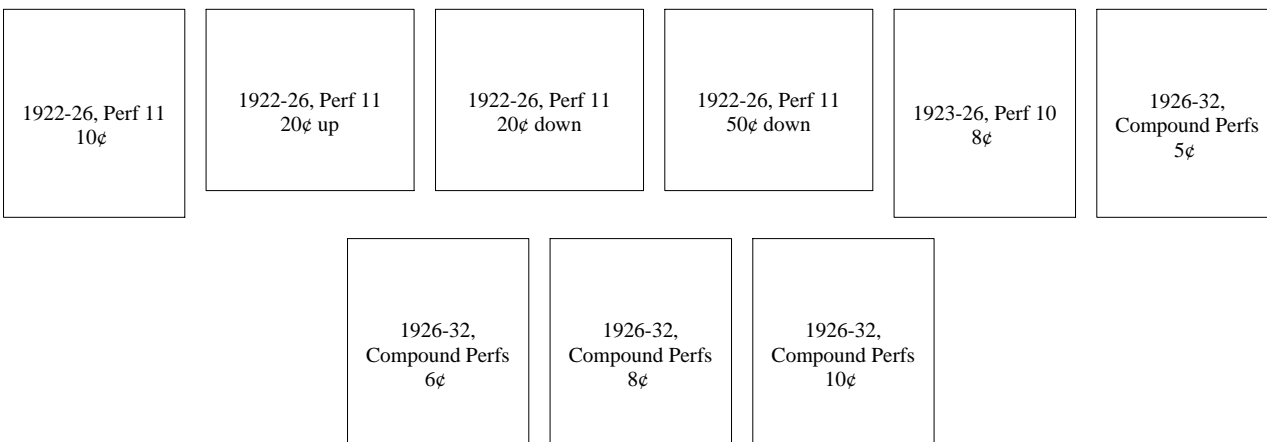 1922-26, Perf 11
10¢
1922-26, Perf 11
20¢ up
1922-26, Perf 11
20¢ down
1922-26, Perf 11
50¢ down
1923-26, Perf 10
8¢
1926-32,
Compound Perfs
5¢
1926-32,
Compound Perfs
6¢
1926-32,
Compound Perfs
8¢
1926-32,
Compound Perfs
10¢